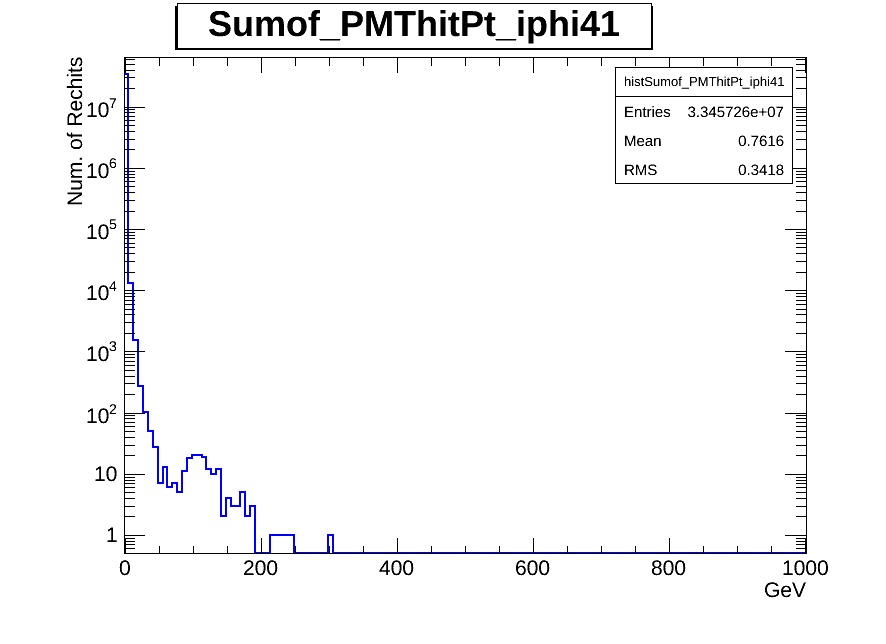 Sumof_PMThitPt_iphi41
histSumof_PMThitPt_iphi41
Entries 3.345726e+07
Mean 0.7616
RMS 0.3418
Num. of Rechits
10^7
10^6
10^5
10^4
10^3
10^2
10
1
0 200 400 600 800 1000
GeV